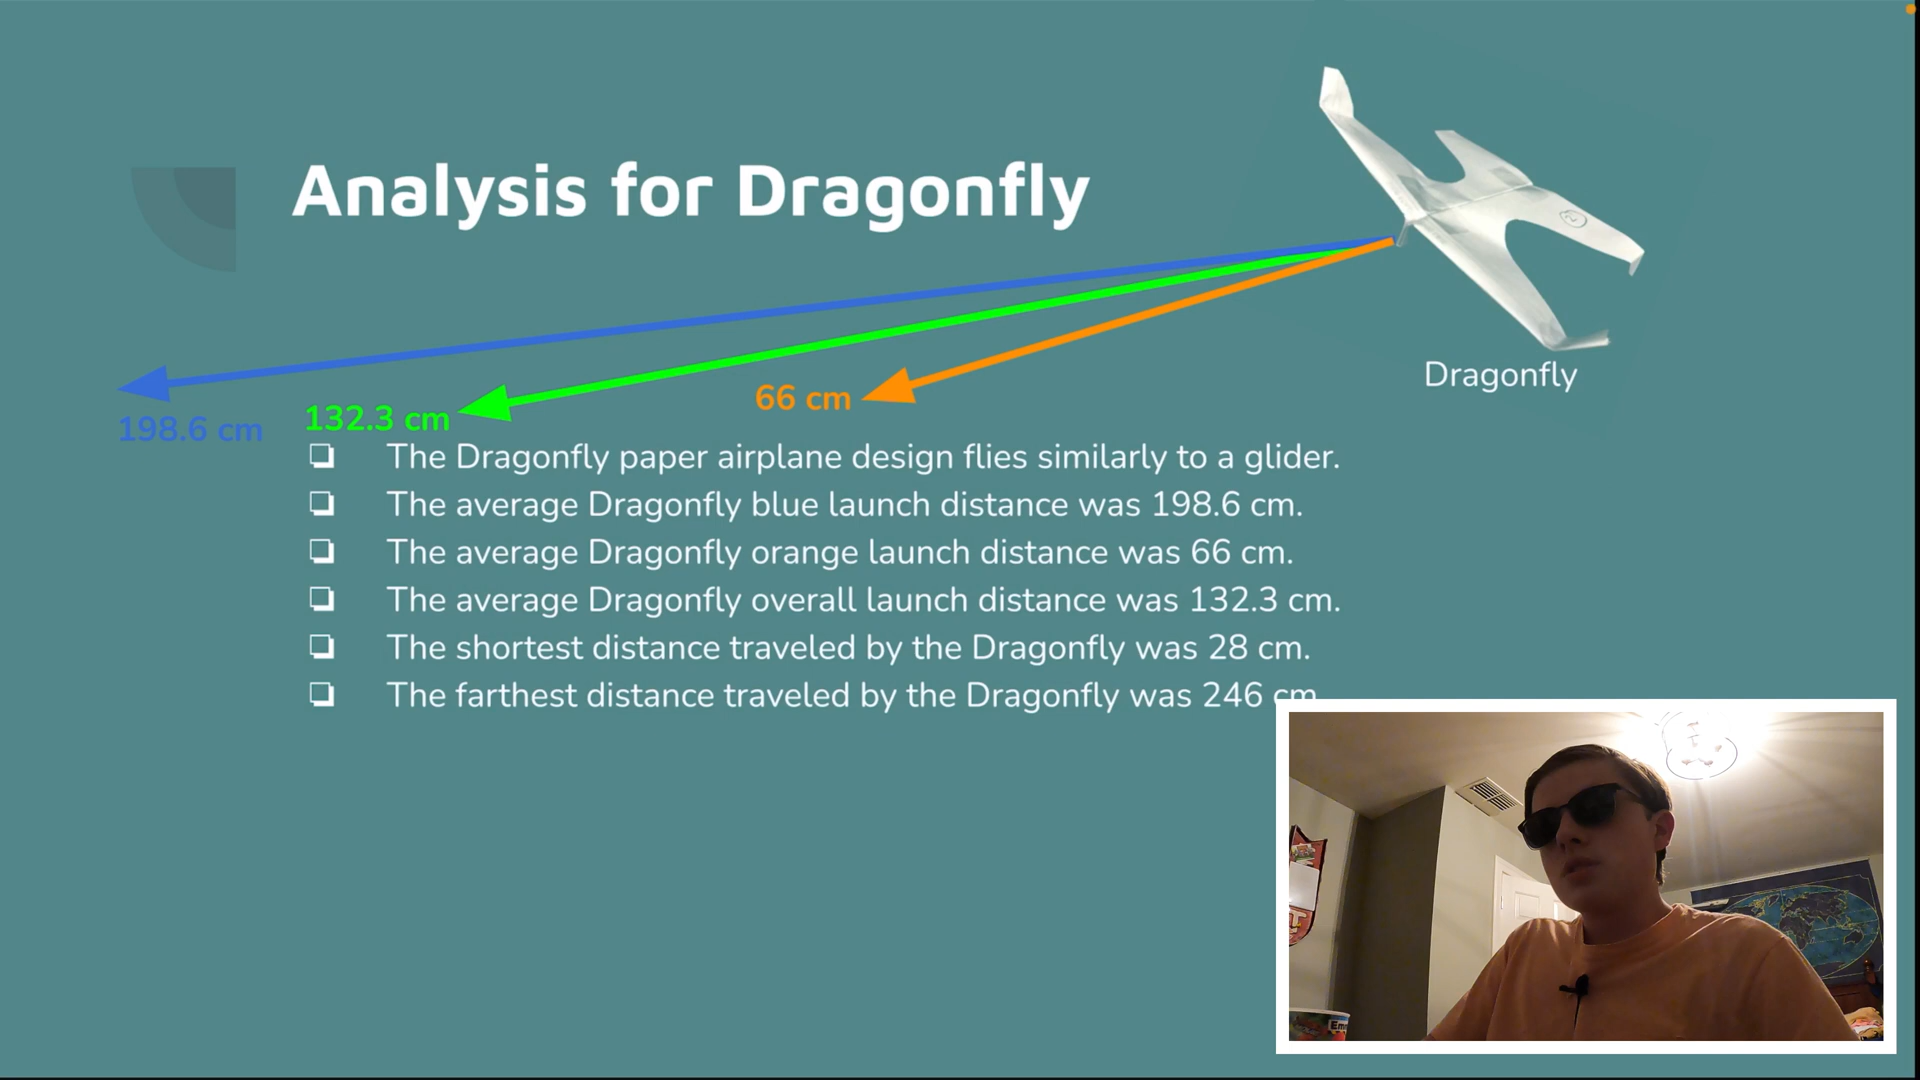 Analysis for Dragonfly
Dragonfly
198.6 cm
132.3 cm
66 cm
❏ The Dragonfly paper airplane design flies similarly to a glider.
❏ The average Dragonfly blue launch distance was 198.6 cm.
❏ The average Dragonfly orange launch distance was 66 cm.
❏ The average Dragonfly overall launch distance was 132.3 cm.
❏ The shortest distance traveled by the Dragonfly was 28 cm.
❏ The farthest distance traveled by the Dragonfly was 246 cm